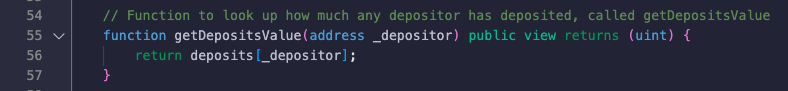 54 // Function to look up how much any depositor has deposited, called getDepositsValue
55 function getDepositsValue(address _depositor) public view returns (uint) {
56 return deposits[_depositor];
57 }